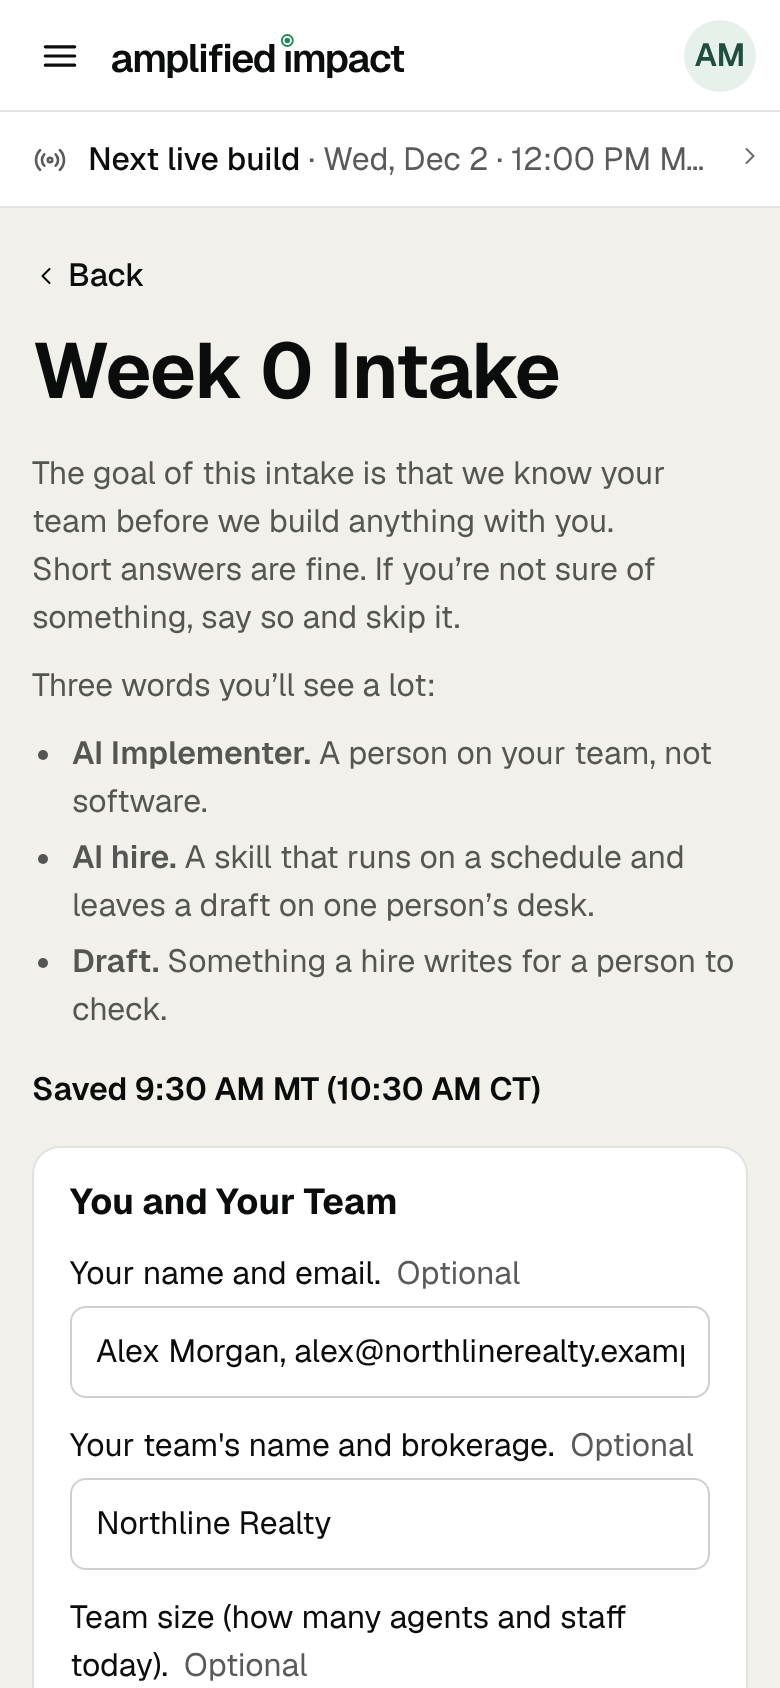 amplified impact
AM
Next live build · Wed, Dec 2 · 12:00 PM M...
Back
Week 0 Intake
The goal of this intake is that we know your
team before we build anything with you.
Short answers are fine. If you’re not sure of
something, say so and skip it.
Three words you’ll see a lot:
• AI Implementer. A person on your team, not
software.
• AI hire. A skill that runs on a schedule and
leaves a draft on one person’s desk.
• Draft. Something a hire writes for a person to
check.
Saved 9:30 AM MT (10:30 AM CT)
You and Your Team
Your name and email. Optional
Alex Morgan, alex@northlinerealty.exam
Your team's name and brokerage. Optional
Northline Realty
Team size (how many agents and staff
today). Optional